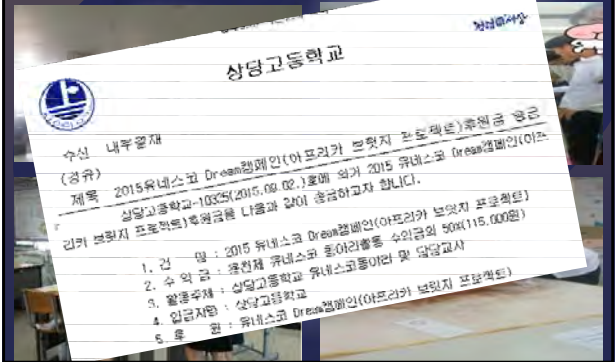 상당고등학교
수신 내부결재
(경유)
제목 2015유네스코 Dream캠페인(아프리카 브릿지 프로젝트)후원금 송금
상당고등학교-10325(2015.09.02.)호에 의거 2015 유네스코 Dream캠페인(아프
리카 브릿지 프로젝트)후원금을 다음과 같이 송금하고자 합니다.
1. 건 명 : 2015 유네스코 Dream캠페인(아프리카 브릿지 프로젝트)
2. 수 익 금 : 유네스코 동아리활동 수익금의 50%(115,000원)
3. 활동주체 : 상당고등학교 유네스코동아리 및 담당교사
4. 입금자명 : 상당고등학교
5. 후 원 : 유네스코 Dream캠페인(아프리카 브릿지 프로젝트)